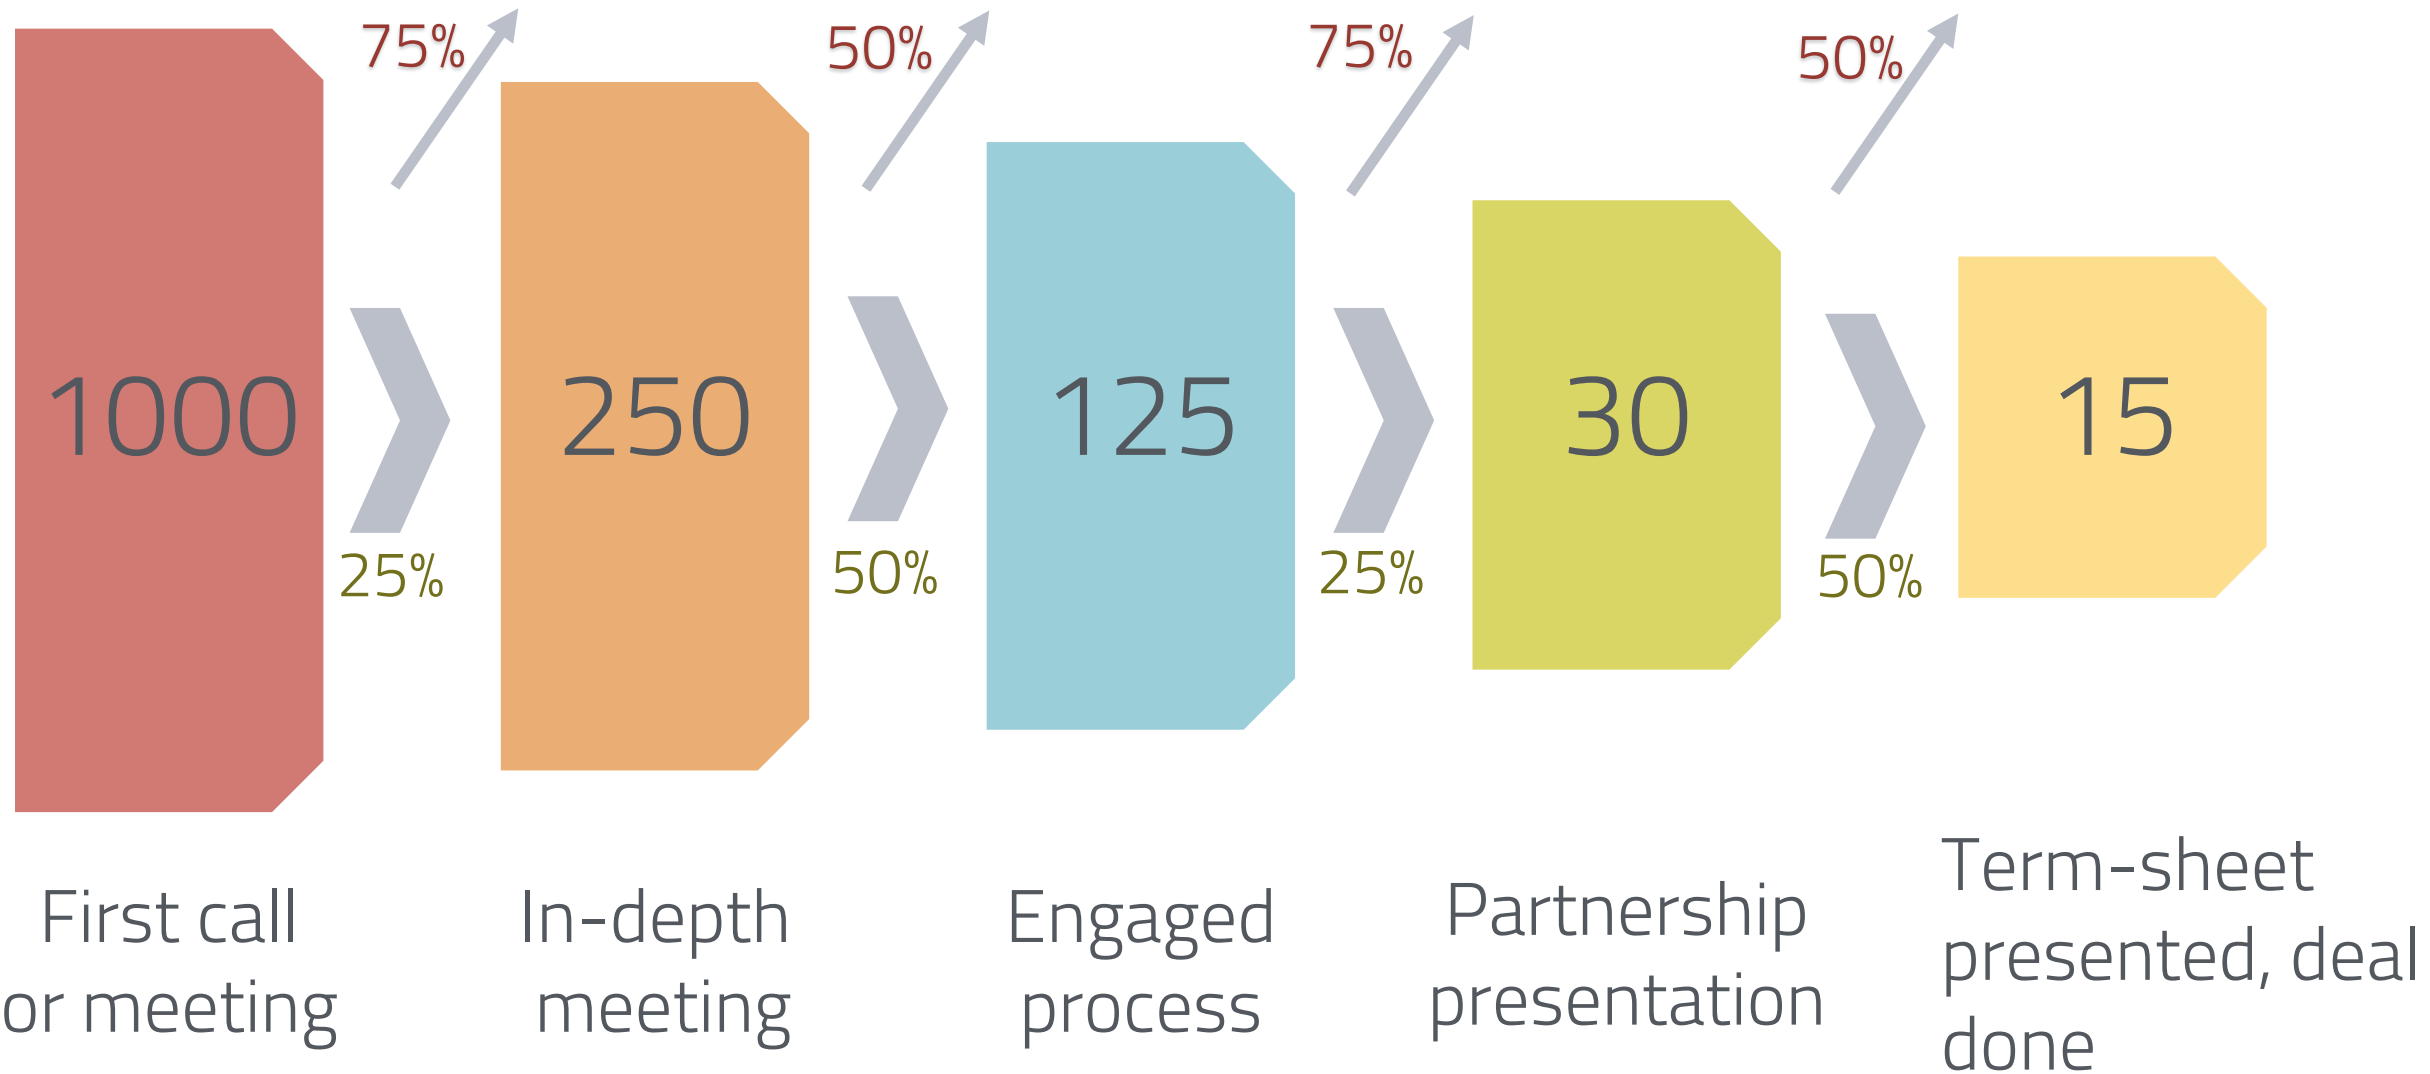 75%
50%
75%
50%
1000
250
125
30
15
25%
50%
25%
50%
First call
or meeting
In-depth
meeting
Engaged
process
Partnership
presentation
Term-sheet
presented, deal
done